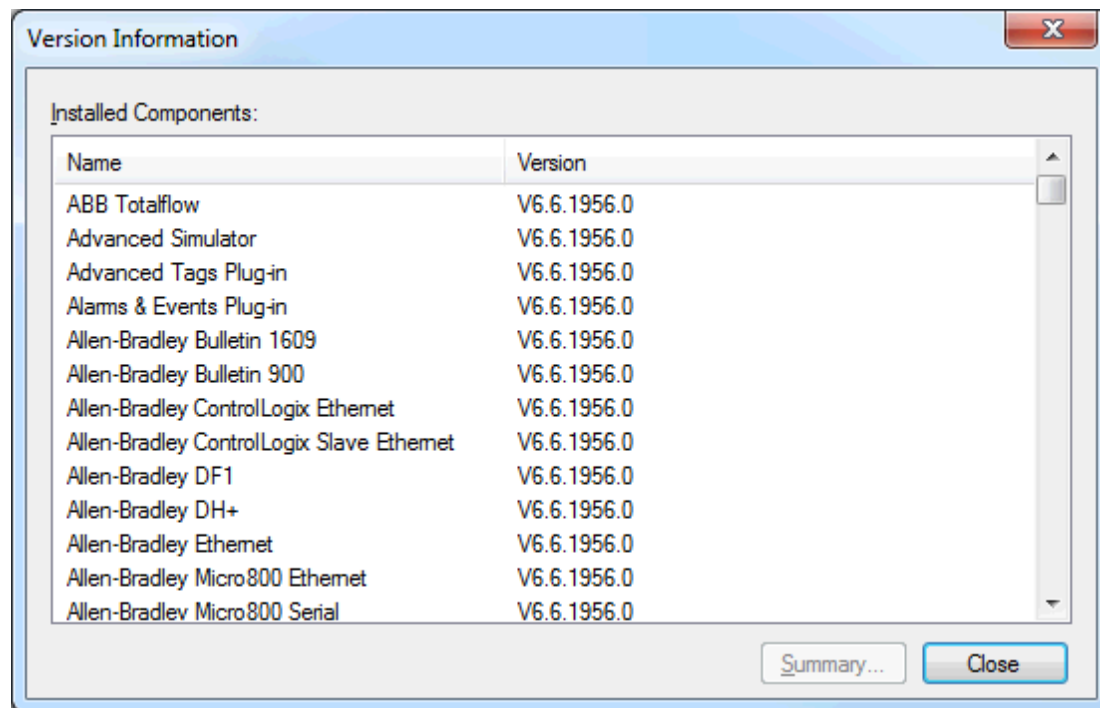 Version Information
Installed Components:
Name Version
ABB Totalflow V6.6.1956.0
Advanced Simulator V6.6.1956.0
Advanced Tags Plug-in V6.6.1956.0
Alarms & Events Plug-in V6.6.1956.0
Allen-Bradley Bulletin 1609 V6.6.1956.0
Allen-Bradley Bulletin 900 V6.6.1956.0
Allen-Bradley ControlLogix Ethernet V6.6.1956.0
Allen-Bradley ControlLogix Slave Ethernet V6.6.1956.0
Allen-Bradley DF1 V6.6.1956.0
Allen-Bradley DH+ V6.6.1956.0
Allen-Bradley Ethernet V6.6.1956.0
Allen-Bradley Micro800 Ethernet V6.6.1956.0
Allen-Bradley Micro800 Serial V6.6.1956.0
Summary... Close